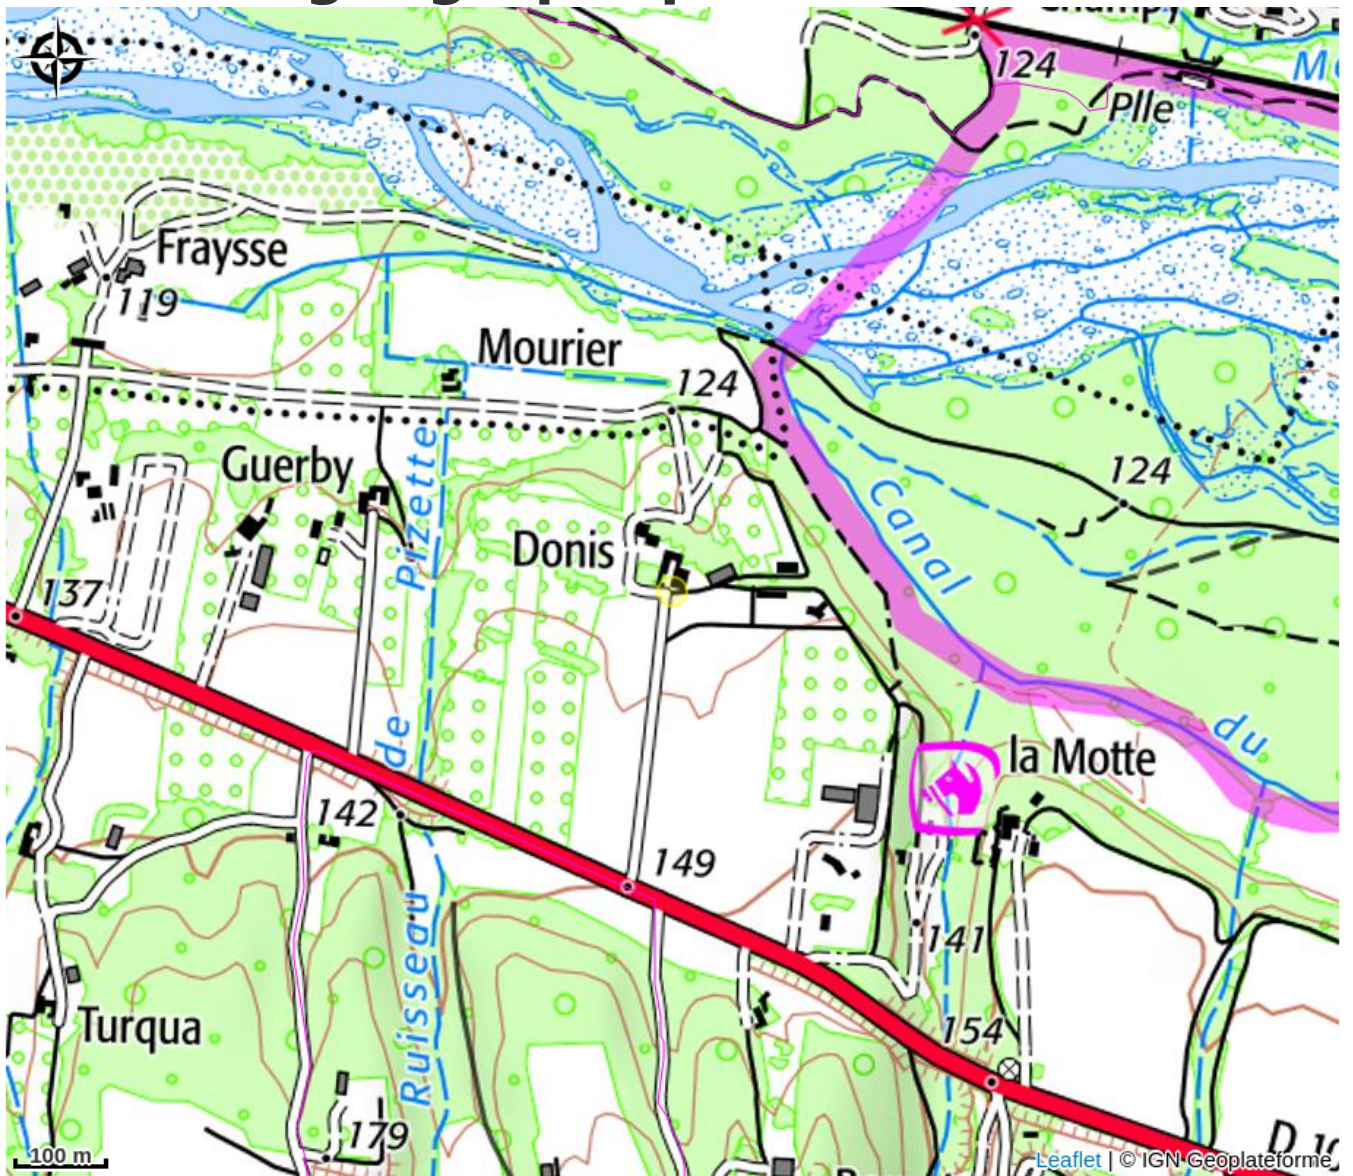 124
Plle
Fraysse
119
Mourier
124
Guerby
124
Canal
Pizette
Donis
137
du
de
la Motte
142
149
Ruisseau
141
Turqua
154
179
100 m
Leaflet | © IGN-Geoplateforme